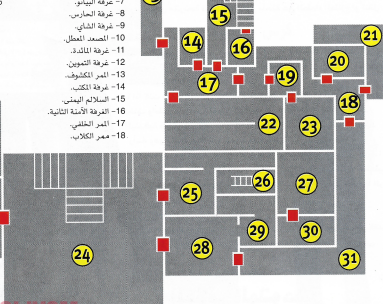 7- غرفة البيانو.
8- غرفة الحارس.
9- غرفة الشاي.
10- المصعد المعطل.
11- غرفة المائدة.
12- غرفة التموين.
13- الممر المكشوف.
14- غرفة المكتب.
15- السلالم اليمنى.
16- الغرفة الآمنة الثانية.
17- الممر الخلفي.
18- ممر الكلاب.
15
21
14
16
20
17
19
18
22
23
25
26
27
24
28
29
30
31